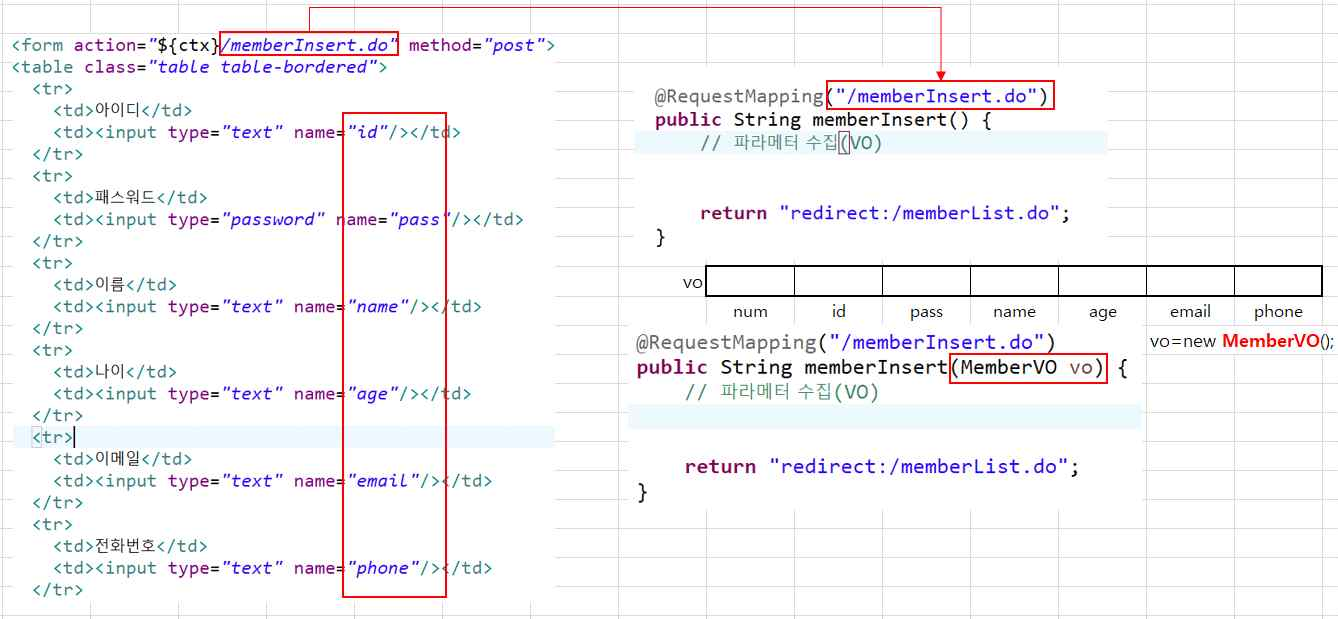 <form action="${ctx}/memberInsert.do" method="post">
<table class="table table-bordered">
<tr>
<td>아이디</td>
<td><input type="text" name="id"/></td>
</tr>
<tr>
<td>패스워드</td>
<td><input type="password" name="pass"/></td>
</tr>
<tr>
<td>이름</td>
<td><input type="text" name="name"/></td>
</tr>
<tr>
<td>나이</td>
<td><input type="text" name="age"/></td>
</tr>
<tr>
<td>이메일</td>
<td><input type="text" name="email"/></td>
</tr>
<tr>
<td>전화번호</td>
<td><input type="text" name="phone"/></td>
</tr>
@RequestMapping("/memberInsert.do")
public String memberInsert() {
// 파라메터 수집(VO)
return "redirect:/memberList.do";
}
vo
num id pass name age email phone
vo=new MemberVO();
@RequestMapping("/memberInsert.do")
public String memberInsert(MemberVO vo) {
// 파라메터 수집(VO)
return "redirect:/memberList.do";
}